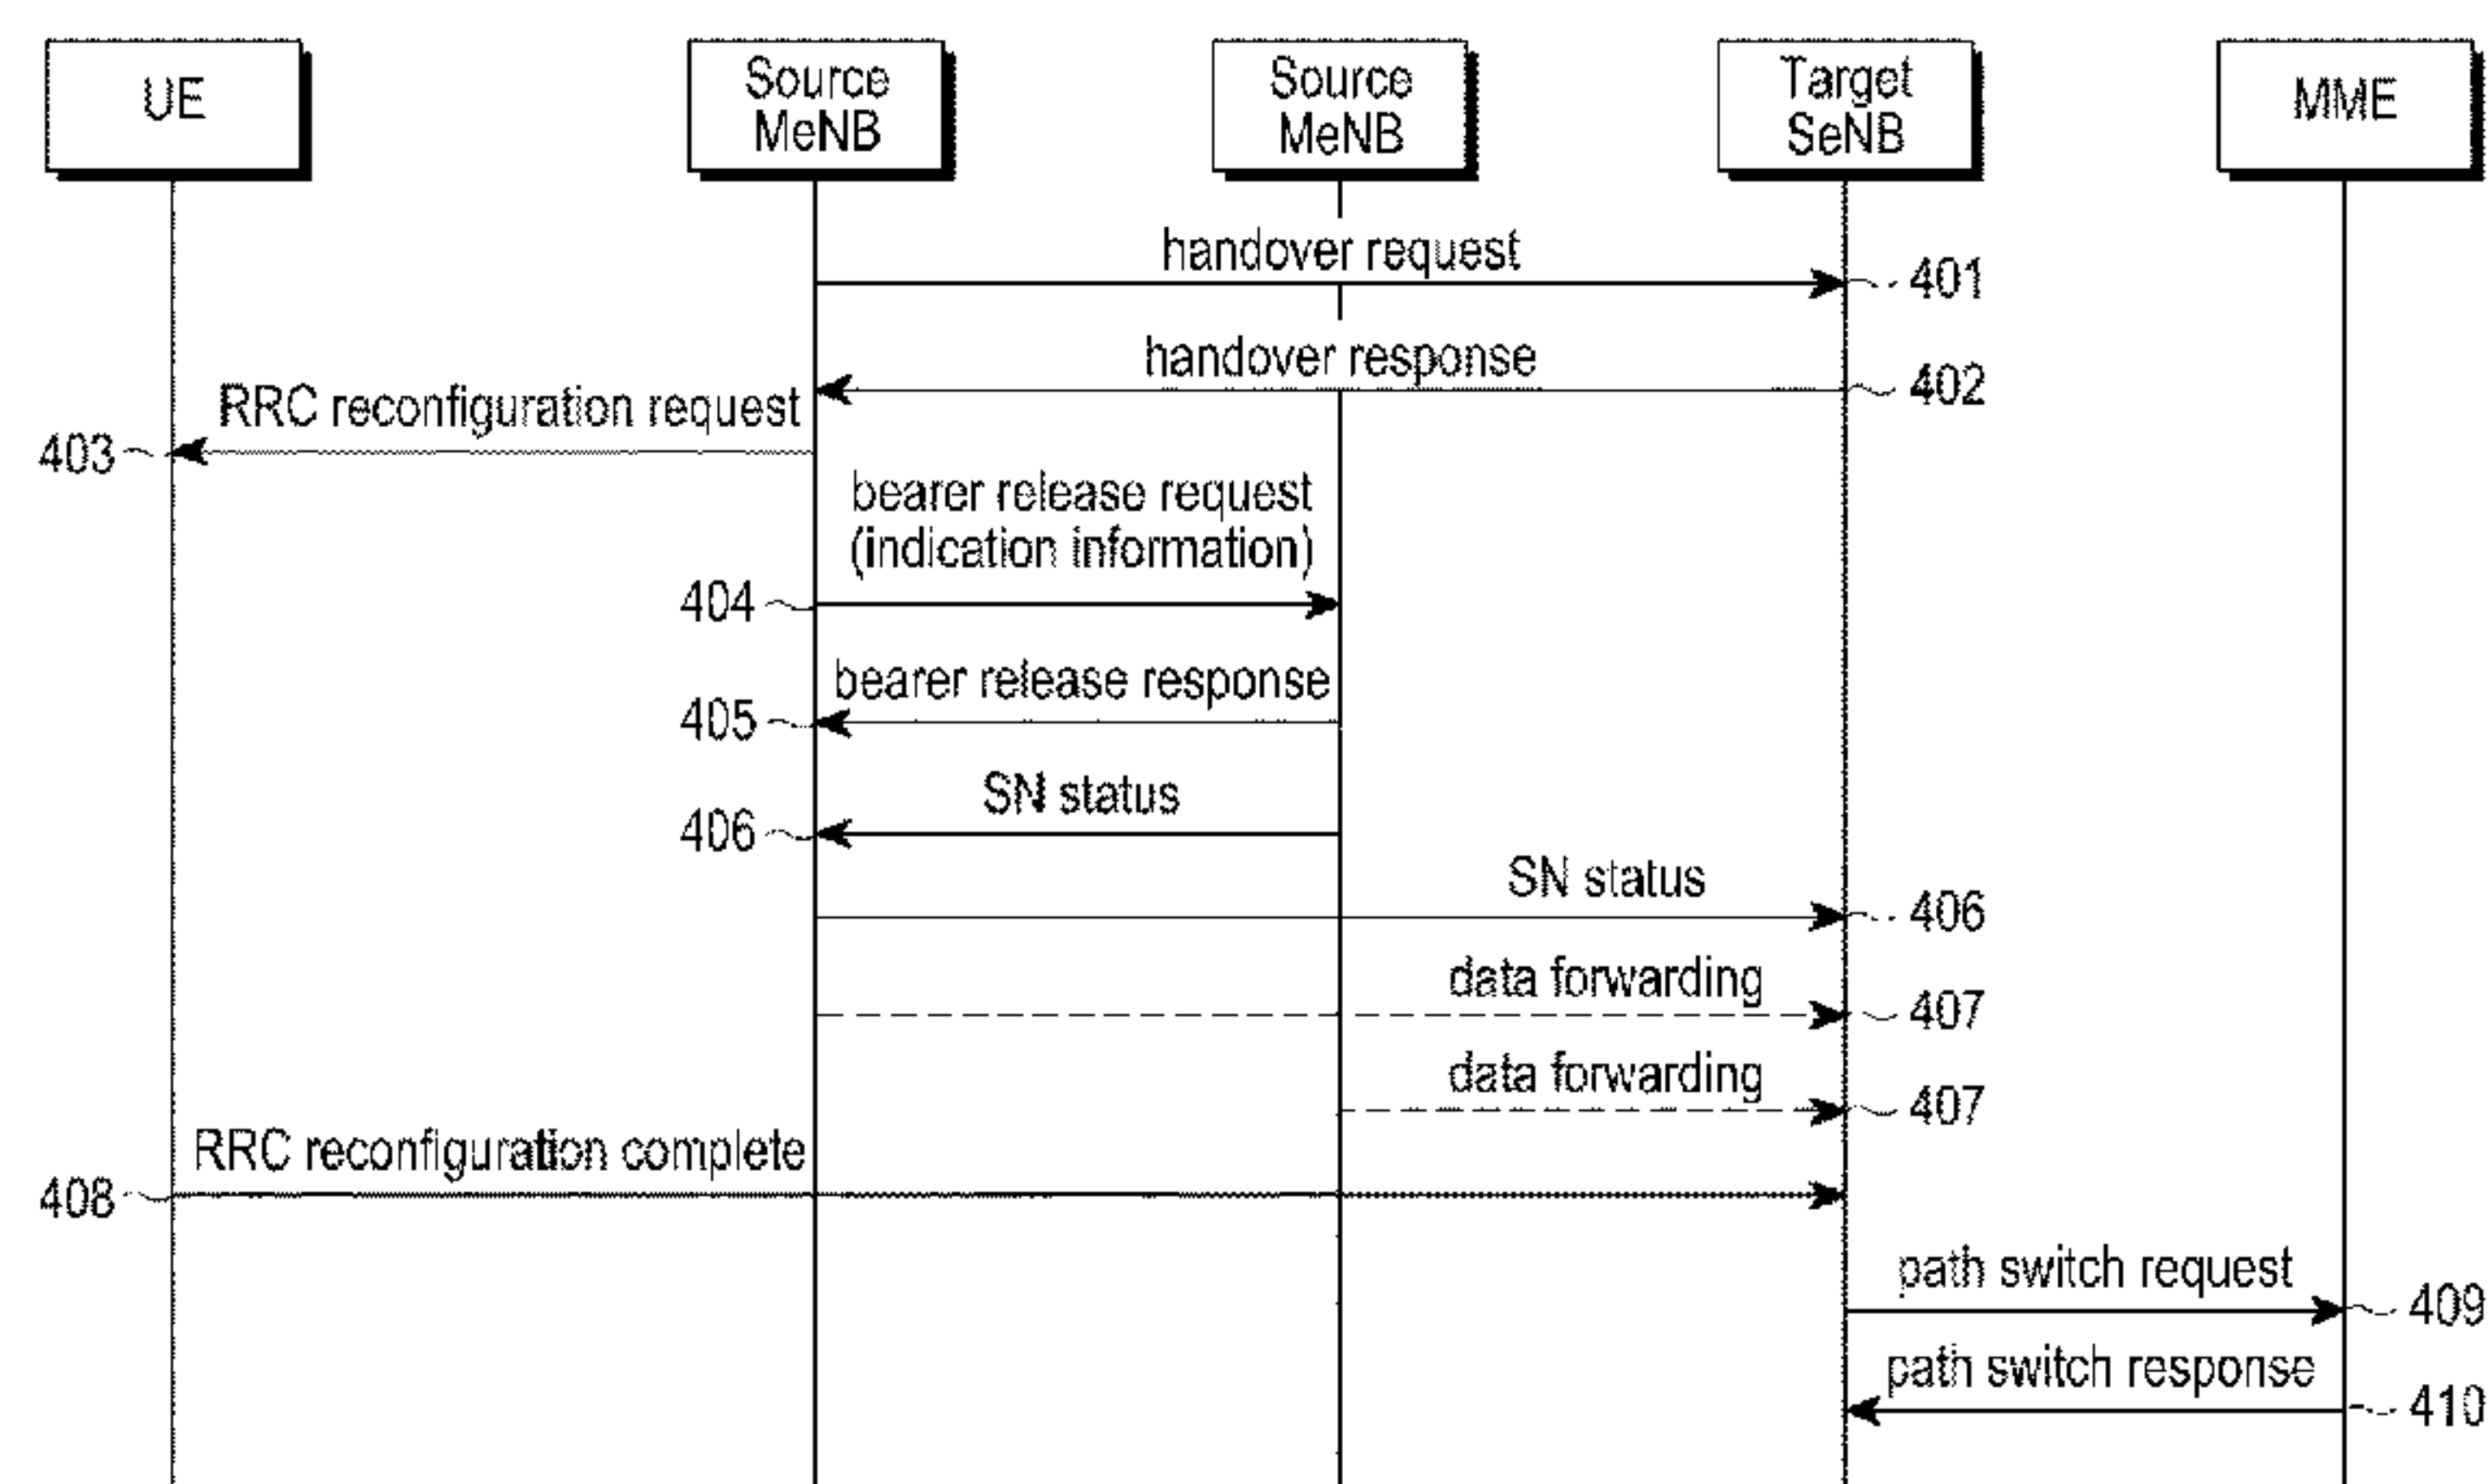 UE
Source
MeNB
Source
MeNB
Target
SeNB
MME
handover request
401
handover response
402
RRC reconfiguration request
403
bearer release request
(indication information)
404
bearer release response
405
SN status
406
SN status
406
data forwarding
407
data forwarding
407
RRC reconfiguration complete
408
path switch request
409
path switch response
410